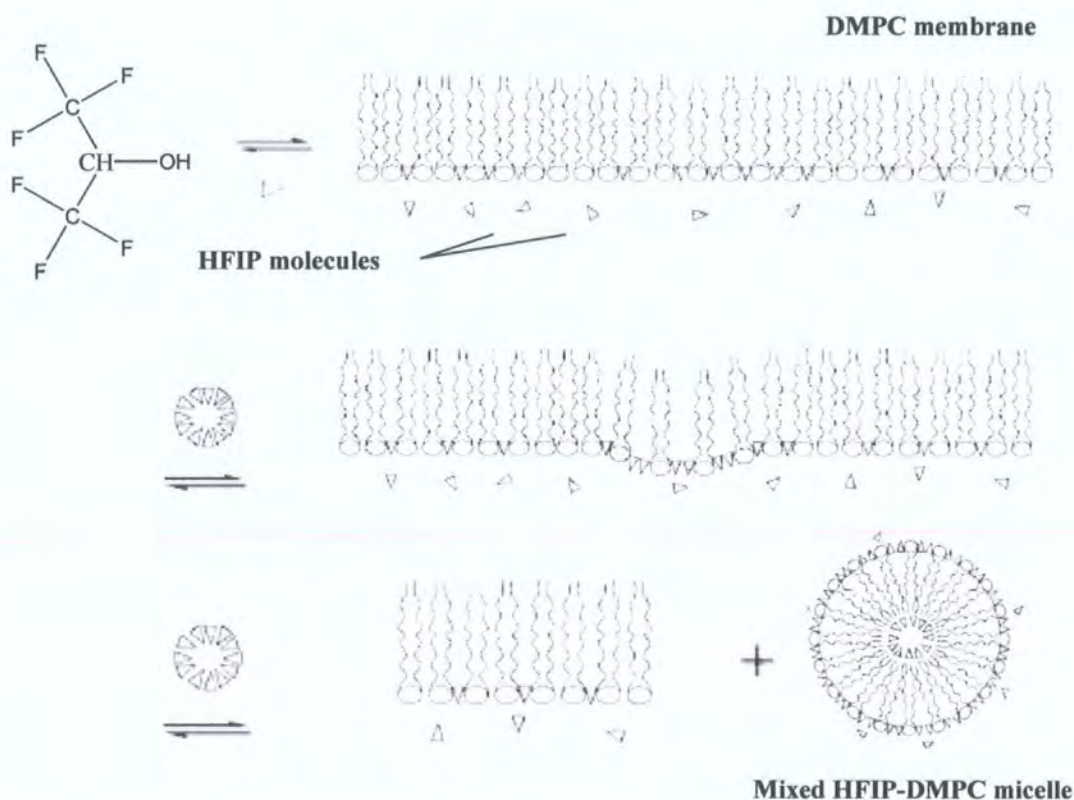 DMPC membrane
F
F
C
F
CH—OH
F
C
F
F
HFIP molecules
+
Mixed HFIP-DMPC micelle